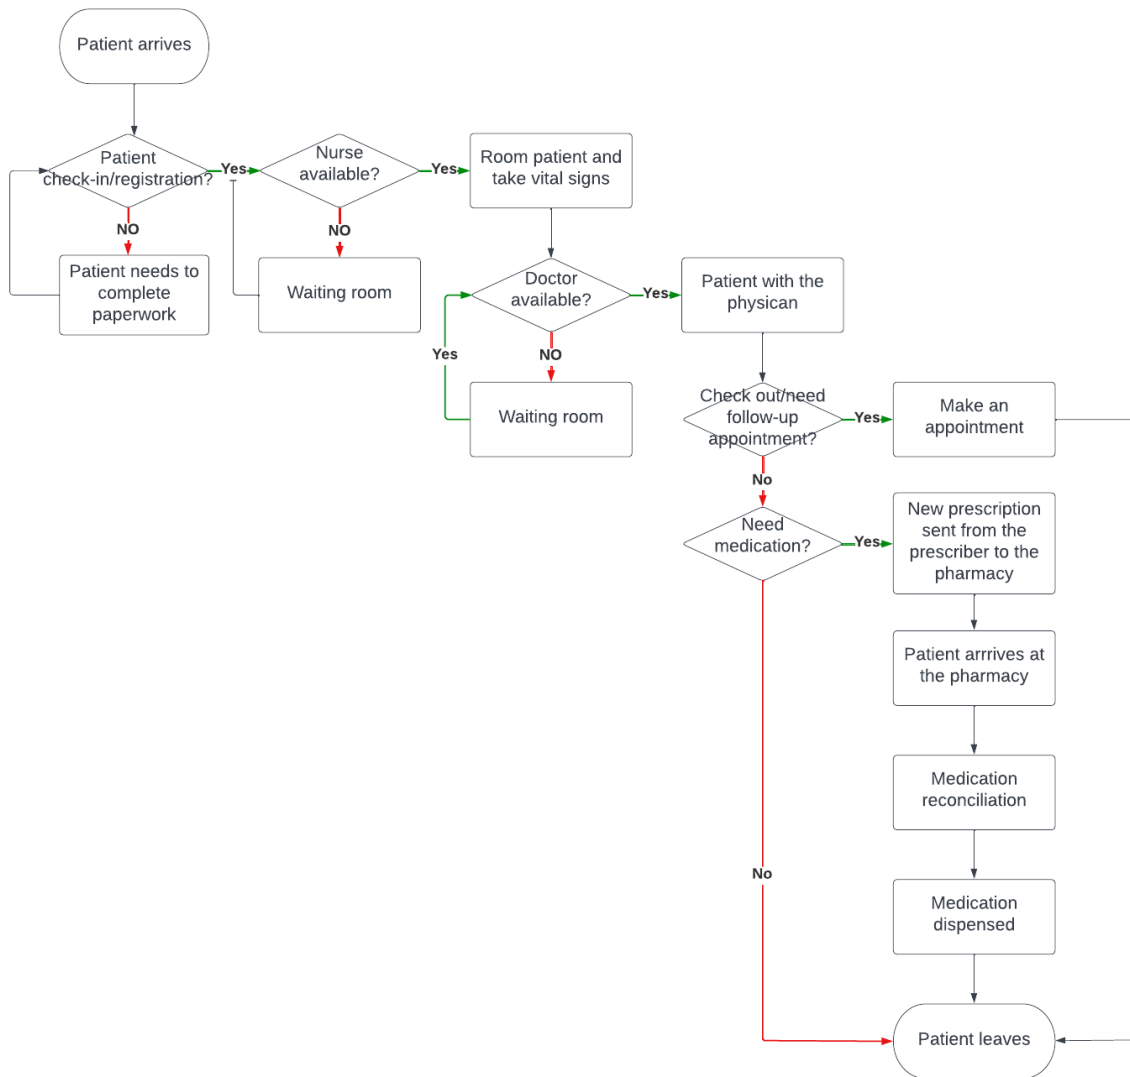 Patient arrives
Patient
check-in/registration?
Yes
Nurse
available?
Yes
Room patient and
take vital signs
NO
Patient needs to
complete
paperwork
NO
Waiting room
Doctor
available?
Yes
Patient with the
physican
Yes
NO
Waiting room
Check out/need
follow-up
appointment?
Yes
Make an
appointment
No
Need
medication?
Yes
New prescription
sent from the
prescriber to the
pharmacy
Patient arrrives at
the pharmacy
Medication
reconciliation
No
Medication
dispensed
Patient leaves